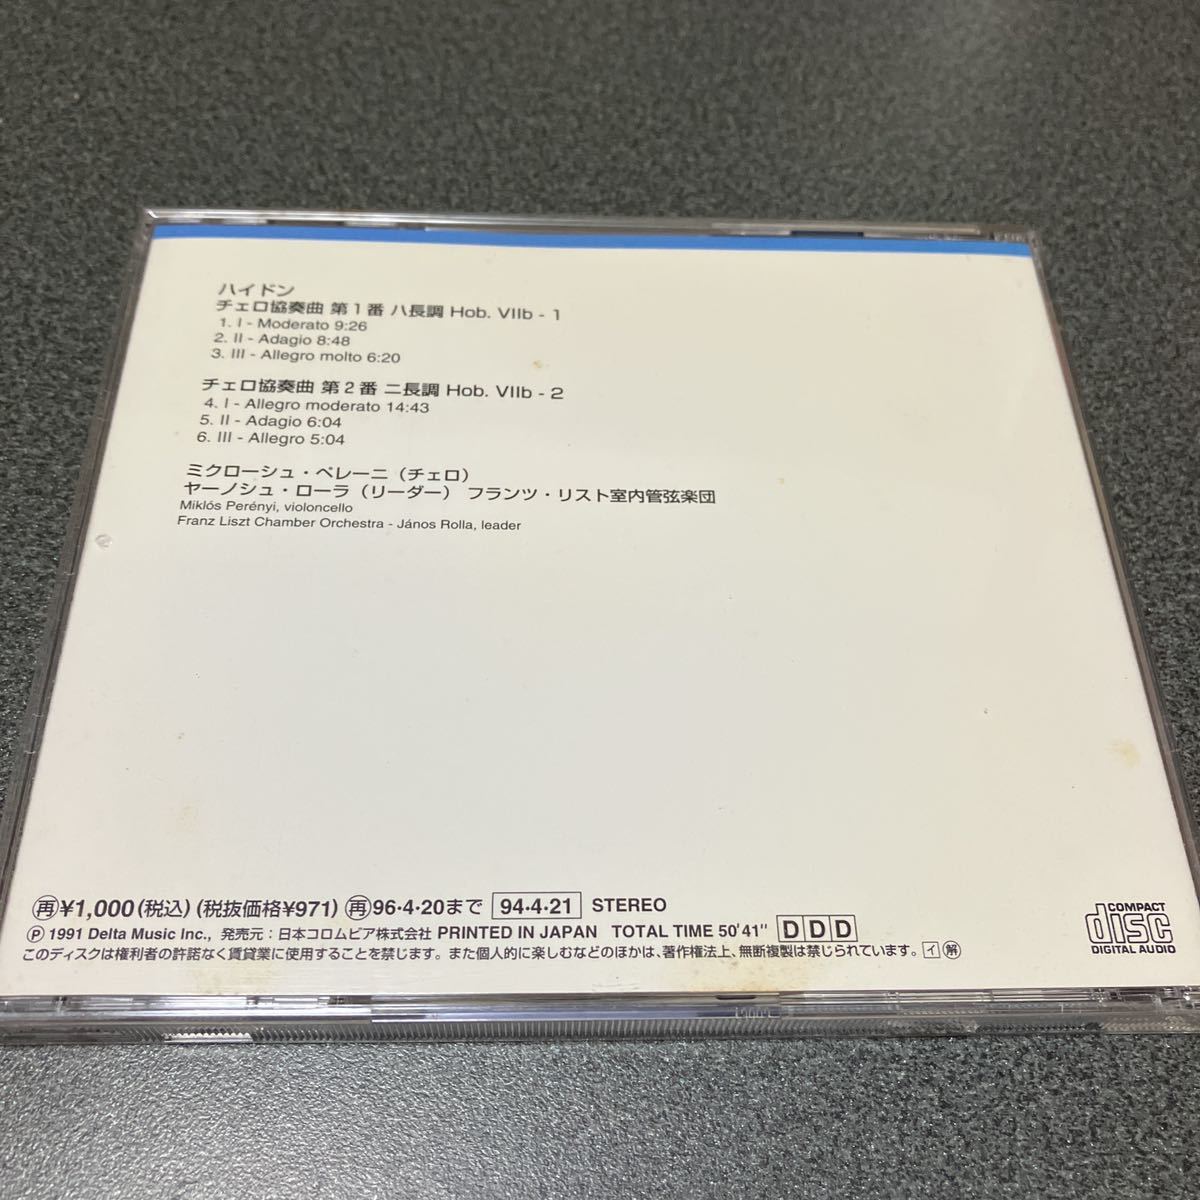 ハイドン
チェロ協奏曲 第1番 ハ長調 Hob. VIIb - 1
1. I - Moderato 9:26
2. II - Adagio 8:48
3. III - Allegro molto 6:20
チェロ協奏曲 第2番 ニ長調 Hob. VIIb - 2
4. I - Allegro moderato 14:43
5. II - Adagio 6:04
6. III - Allegro 5:04
ミクローシュ・ペレーニ（チェロ）
ヤーノシュ・ローラ（リーダー） フランツ・リスト室内管弦楽団
Miklós Perényi, violoncello
Franz Liszt Chamber Orchestra - János Rolla, leader
㊢¥1,000(税込)(税抜価格¥971) 再96・4・20まで 94・4・21 STEREO
Ⓟ 1991 Delta Music Inc., 発売元：日本コロムビア株式会社 PRINTED IN JAPAN TOTAL TIME 50'41" DDD
このディスクは権利者の許諾なく賃貸業に使用することを禁じます。また個人的に楽しむなどのほかは、著作権法上、無断複製は禁じられています。イ 解
COMPACT
disc
DIGITAL AUDIO